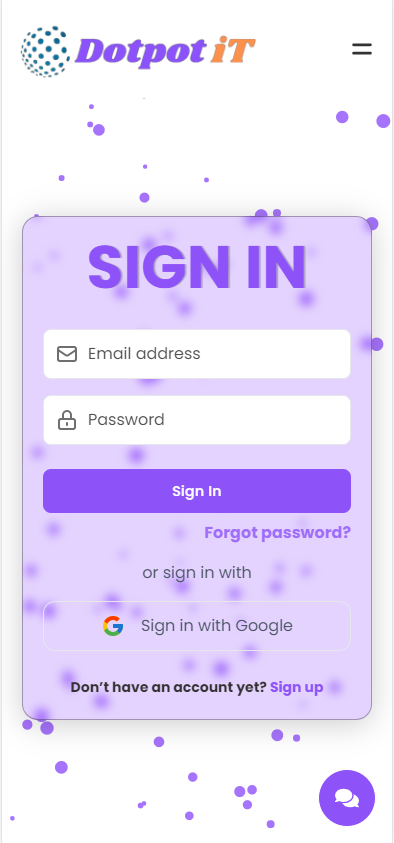 Dotpot iT
SIGN IN
Email address
Password
Sign In
Forgot password?
or sign in with
Sign in with Google
Don’t have an account yet? Sign up